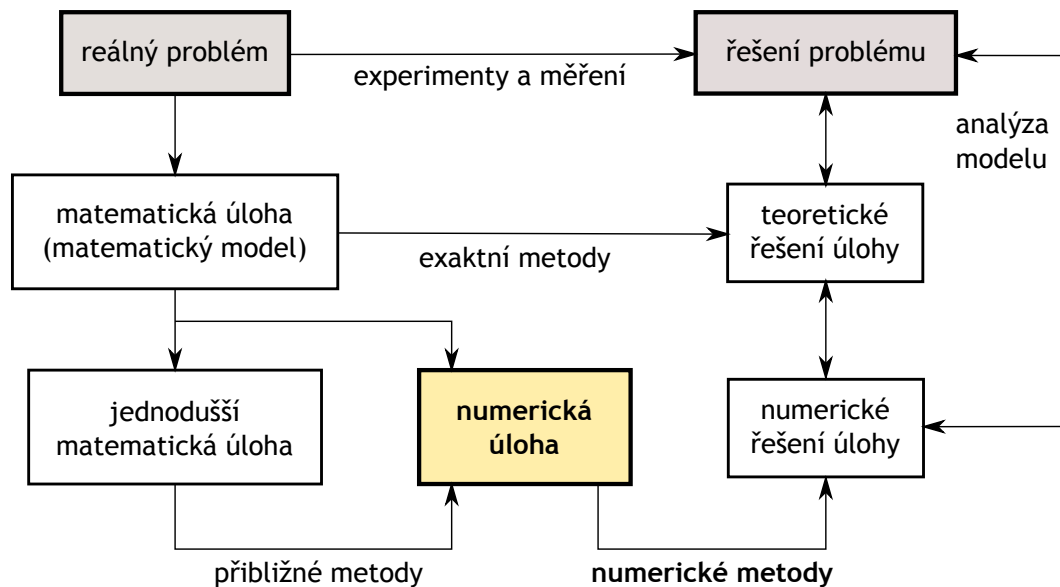 reálný problém
experimenty a měření
řešení problému
analýza
modelu
matematická úloha
(matematický model)
exaktní metody
teoretické
řešení úlohy
jednodušší
matematická úloha
numerická
úloha
numerické
řešení úlohy
přibližné metody
numerické metody